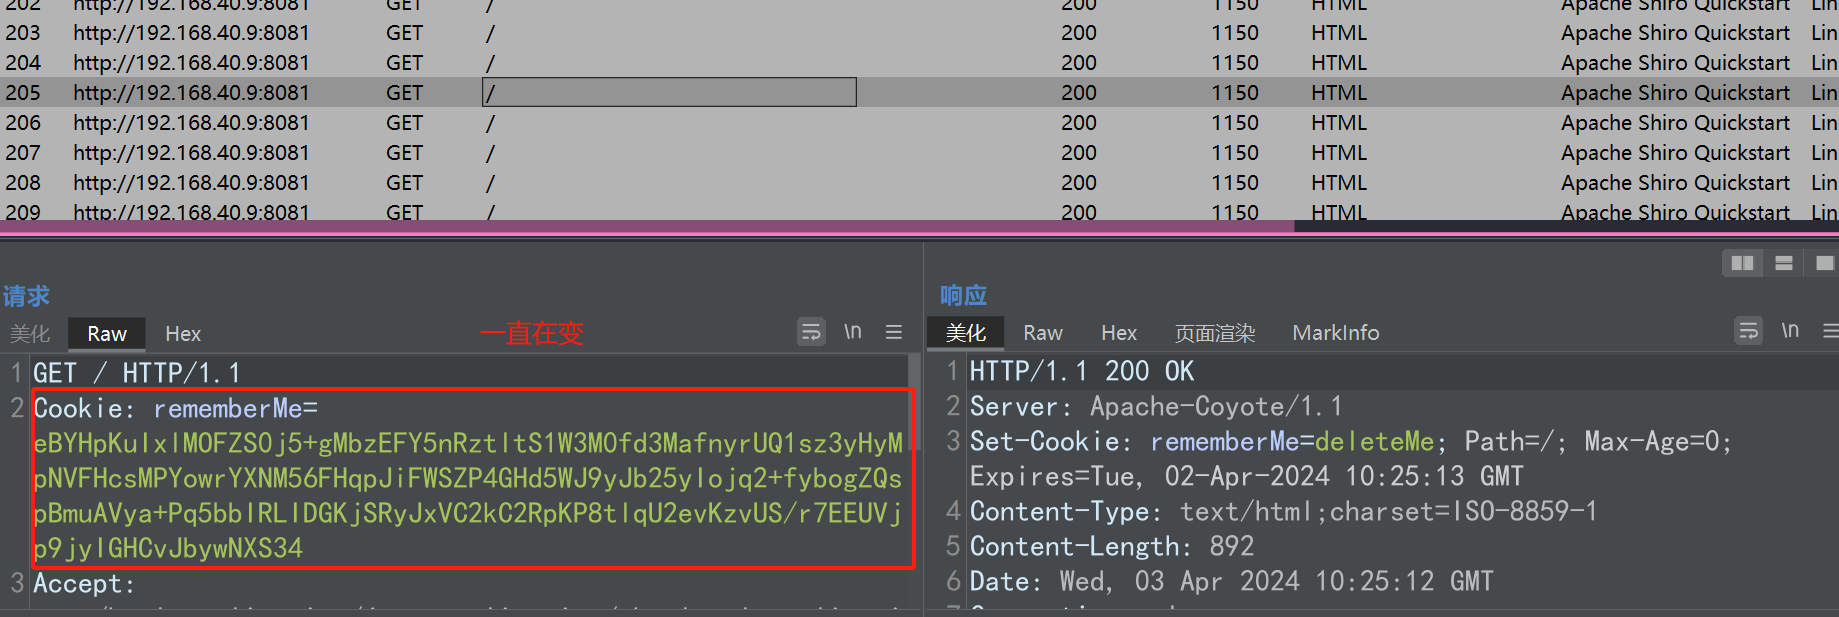 202 http://192.168.40.9:8081 GET / 200 1150 HTML Apache Shiro Quickstart Lin
203 http://192.168.40.9:8081 GET / 200 1150 HTML Apache Shiro Quickstart Lin
204 http://192.168.40.9:8081 GET / 200 1150 HTML Apache Shiro Quickstart Lin
205 http://192.168.40.9:8081 GET / 200 1150 HTML Apache Shiro Quickstart Lin
206 http://192.168.40.9:8081 GET / 200 1150 HTML Apache Shiro Quickstart Lin
207 http://192.168.40.9:8081 GET / 200 1150 HTML Apache Shiro Quickstart Lin
208 http://192.168.40.9:8081 GET / 200 1150 HTML Apache Shiro Quickstart Lin
209 http://192.168.40.9:8081 GET / 200 1150 HTML Apache Shiro Quickstart Lin
请求
美化 Raw Hex 一直在变 \n
1 GET / HTTP/1.1
2 Cookie: rememberMe=
eBYHpKuIxlMOFZS0j5+gMbzEFY5nRztltS1W3M0fd3MafnyrUQ1sz3yHyM
pNVFHcsMPYowrYXNM56FHqpJiFWSZP4GHd5WJ9yJb25ylojq2+fybogZQs
pBmuAVya+Pq5bbIRLIDGKjSRyJxVC2kC2RpKP8tIqU2evKzvUS/r7EEUVj
p9jylGHCvJbywNXS34
3 Accept:
响应
美化 Raw Hex 页面渲染 MarkInfo \n
1 HTTP/1.1 200 OK
2 Server: Apache-Coyote/1.1
3 Set-Cookie: rememberMe=deleteMe; Path=/; Max-Age=0;
Expires=Tue, 02-Apr-2024 10:25:13 GMT
4 Content-Type: text/html;charset=ISO-8859-1
5 Content-Length: 892
6 Date: Wed, 03 Apr 2024 10:25:12 GMT